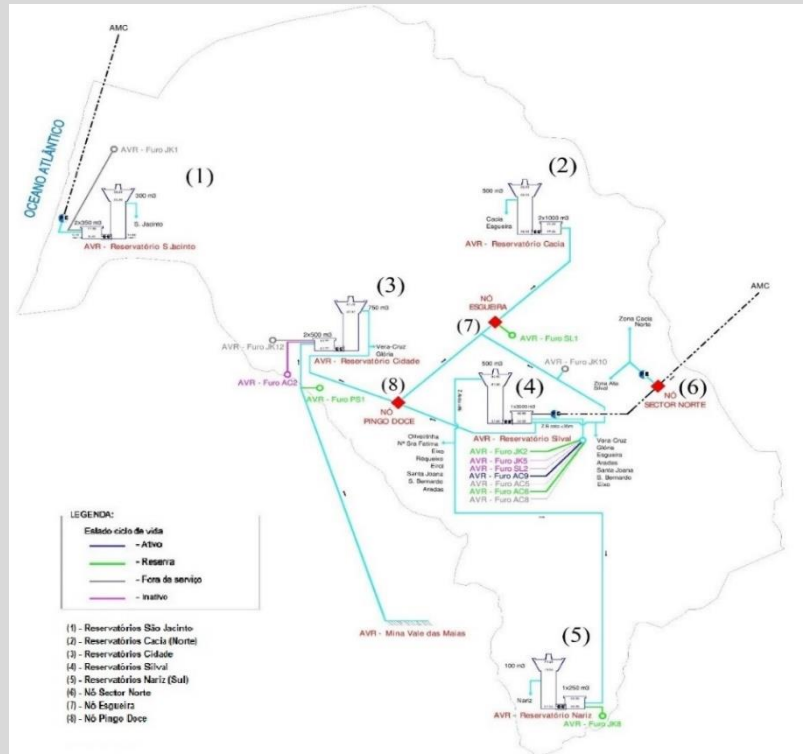 AMC
OCEANO ATLÂNTICO
AVR - Furo JK1
(1)
300 m3
2x350 m3
S. Jacinto
AVR - Reservatório S.Jacinto
(2)
500 m3
2x1000 m3
Cacia
Esgueira
AVR - Reservatório Cacia
(3)
750 m3
2x500 m3
AVR - Furo JK12
Vera-Cruz
Glória
AVR - Reservatório Cidade
AVR - Furo AC2
AVR - Furo PS1
NÓ
ESGUEIRA
(7)
AVR - Furo SL1
AMC
Zona Cacia
Norte
AVR - Furo JK10
Zona Alto
Silval
(6)
NÓ
SECTOR NORTE
(8)
NÓ
PINGO DOCE
500 m3
(4)
AVR - Reservatório Silval
Oliveirinha
Nª Sra Fatima
Eixo
Requeixo
Eirol
Santa Joana
S. Bernardo
Aradas
AVR - Furo JK2
AVR - Furo JK5
AVR - Furo SL2
AVR - Furo AC9
AVR - Furo AC5
AVR - Furo AC6
AVR - Furo AC8
Vera Cruz
Glória
Esgueira
Aradas
Santa Joana
S. Bernardo
Eixo
LEGENDA:
Estado ciclo de vida
- Ativo
- Reserva
- Fora de serviço
- Inativo
AVR - Mina Vale das Maias
(5)
100 m3
1x250 m3
Nariz
AVR - Reservatório Nariz
AVR - Furo JK8
(1) - Reservatórios São Jacinto
(2) - Reservatórios Cacia (Norte)
(3) - Reservatórios Cidade
(4) - Reservatórios Silval
(5) - Reservatórios Nariz (Sul)
(6) - Nó Sector Norte
(7) - Nó Esgueira
(8) - Nó Pingo Doce